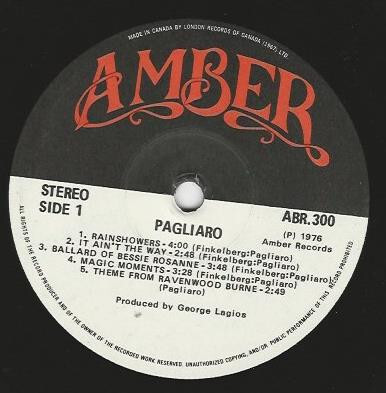 MADE IN CANADA BY LONDON RECORDS OF CANADA (1967) LTD.
AMBER
STEREO
SIDE 1
PAGLIARO
ABR.300
(P) 1976
Amber Records
1. RAINSHOWERS - 4:00 (Finkelberg:Pagliaro)
2. IT AIN'T THE WAY - 2:48 (Finkelberg:Pagliaro)
3. BALLARD OF BESSIE ROSANNE - 3:48 (Finkelberg:Pagliaro)
4. MAGIC MOMENTS - 3:28 (Finkelberg:Pagliaro)
5. THEME FROM RAVENWOOD BURNE - 2:49
(Pagliaro)
Produced by George Lagios
ALL RIGHTS OF THE RECORD PRODUCER AND/OR OF THE OWNER OF THE RECORDED WORK RESERVED. UNAUTHORIZED COPYING, AND/OR PUBLIC PERFORMANCE OF THIS RECORD PROHIBITED